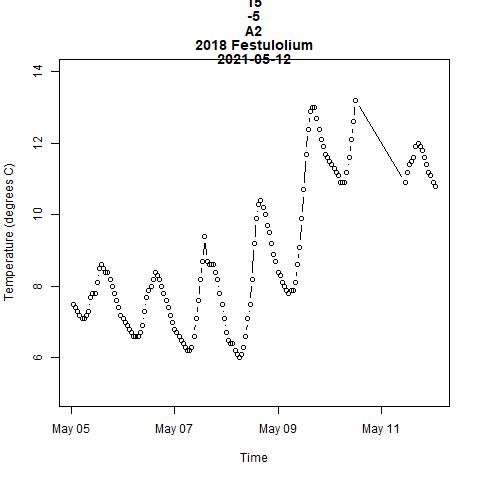 15
-5
A2
2018 Festulolium
2021-05-12
Temperature (degrees C)
14
12
10
8
6
May 05
May 07
May 09
May 11
Time